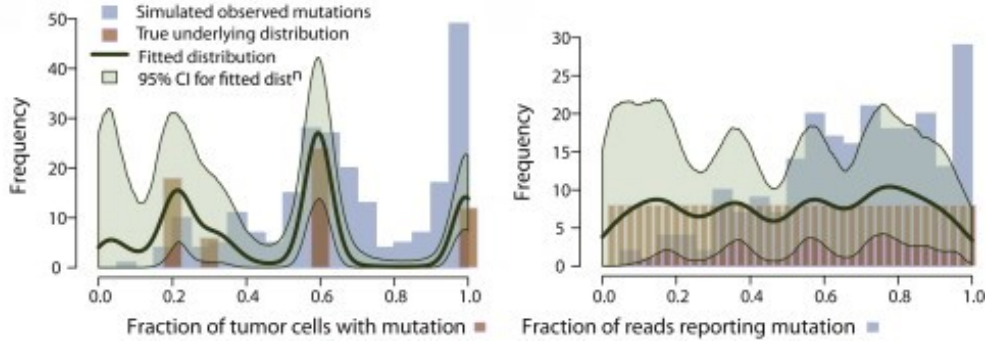 Simulated observed mutations
True underlying distribution
Fitted distribution
95% CI for fitted distⁿ
Frequency
50
40
30
20
10
0
0.0 0.2 0.4 0.6 0.8 1.0
Fraction of tumor cells with mutation
Frequency
30
25
20
15
10
5
0
0.0 0.2 0.4 0.6 0.8 1.0
Fraction of reads reporting mutation